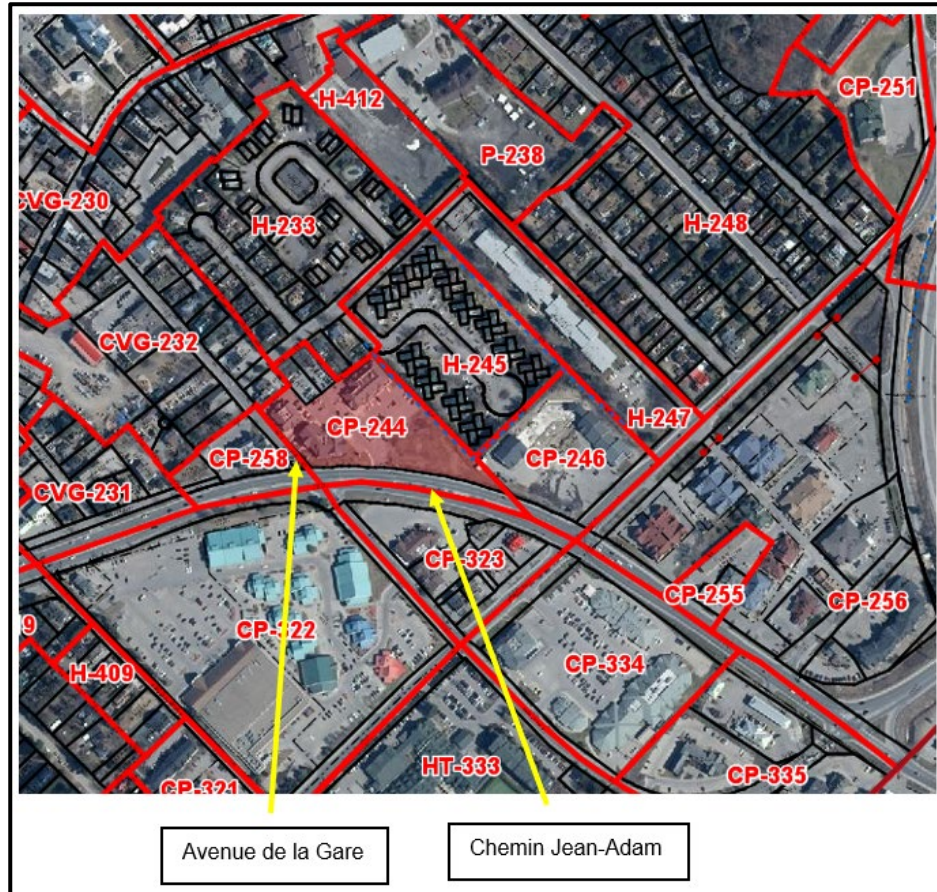 CP-251
H-412
P-238
CVG-230
H-233
H-248
CVG-232
H-245
CP-244
H-247
CP-258
CP-246
CVG-231
CP-323
CP-255
CP-256
CP-322
CP-334
H-409
HT-333
CP-335
CP-321
Avenue de la Gare
Chemin Jean-Adam